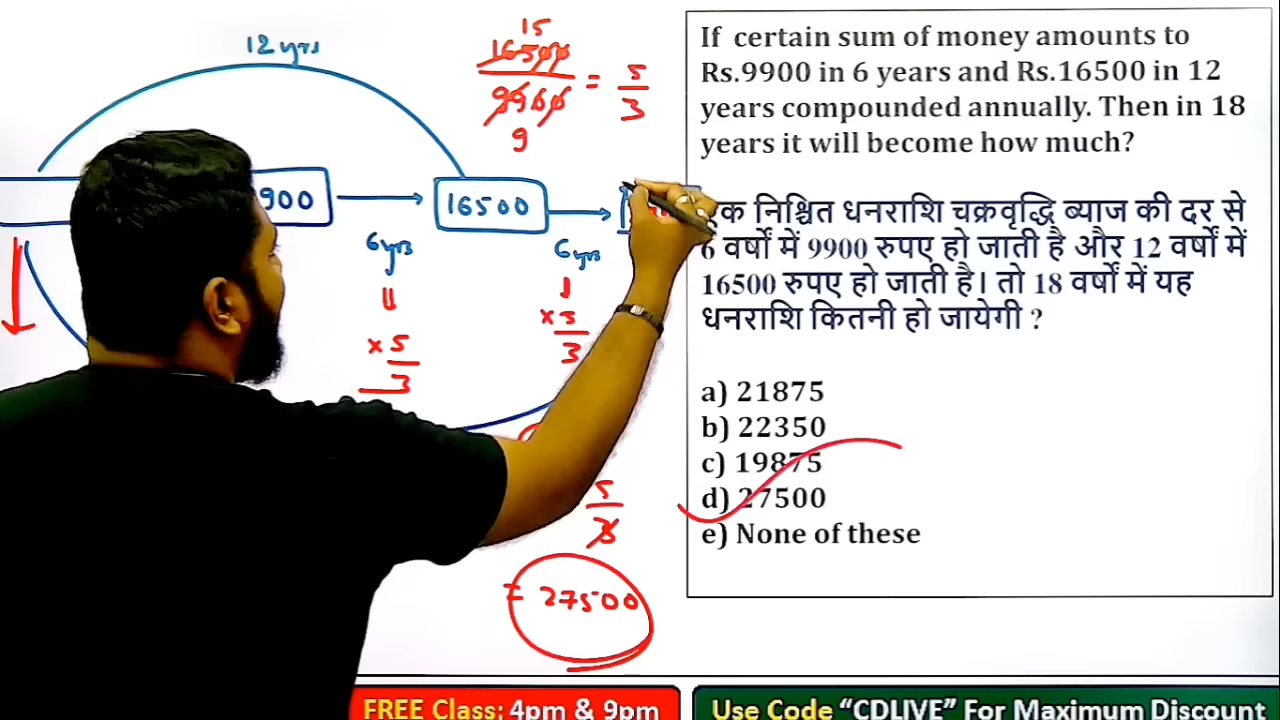 12 yrs
15
16500
9900
9
= 5/3
900
16500
6yrs
6yrs
× 5/3
× 5/3
5/3
= 27500
If certain sum of money amounts to
Rs.9900 in 6 years and Rs.16500 in 12
years compounded annually. Then in 18
years it will become how much?
एक निश्चित धनराशि चक्रवृद्धि ब्याज की दर से
6 वर्षों में 9900 रुपए हो जाती है और 12 वर्षों में
16500 रुपए हो जाती है। तो 18 वर्षों में यह
धनराशि कितनी हो जायेगी ?
a) 21875
b) 22350
c) 19875
d) 27500
e) None of these
FREE Class: 4pm & 9pm
Use Code “CDLIVE” For Maximum Discount